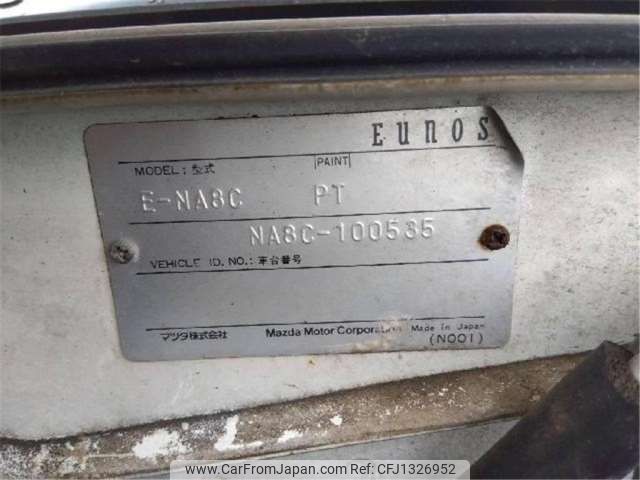 EUNOS
MODEL: 型式 PAINT
E-NA8C PT
NA8C-100535
VEHICLE ID. NO.: 車台番号
マツダ株式会社 Mazda Motor Corporation Made in Japan
(N001)
www.CarFromJapan.com | CFJ1326952